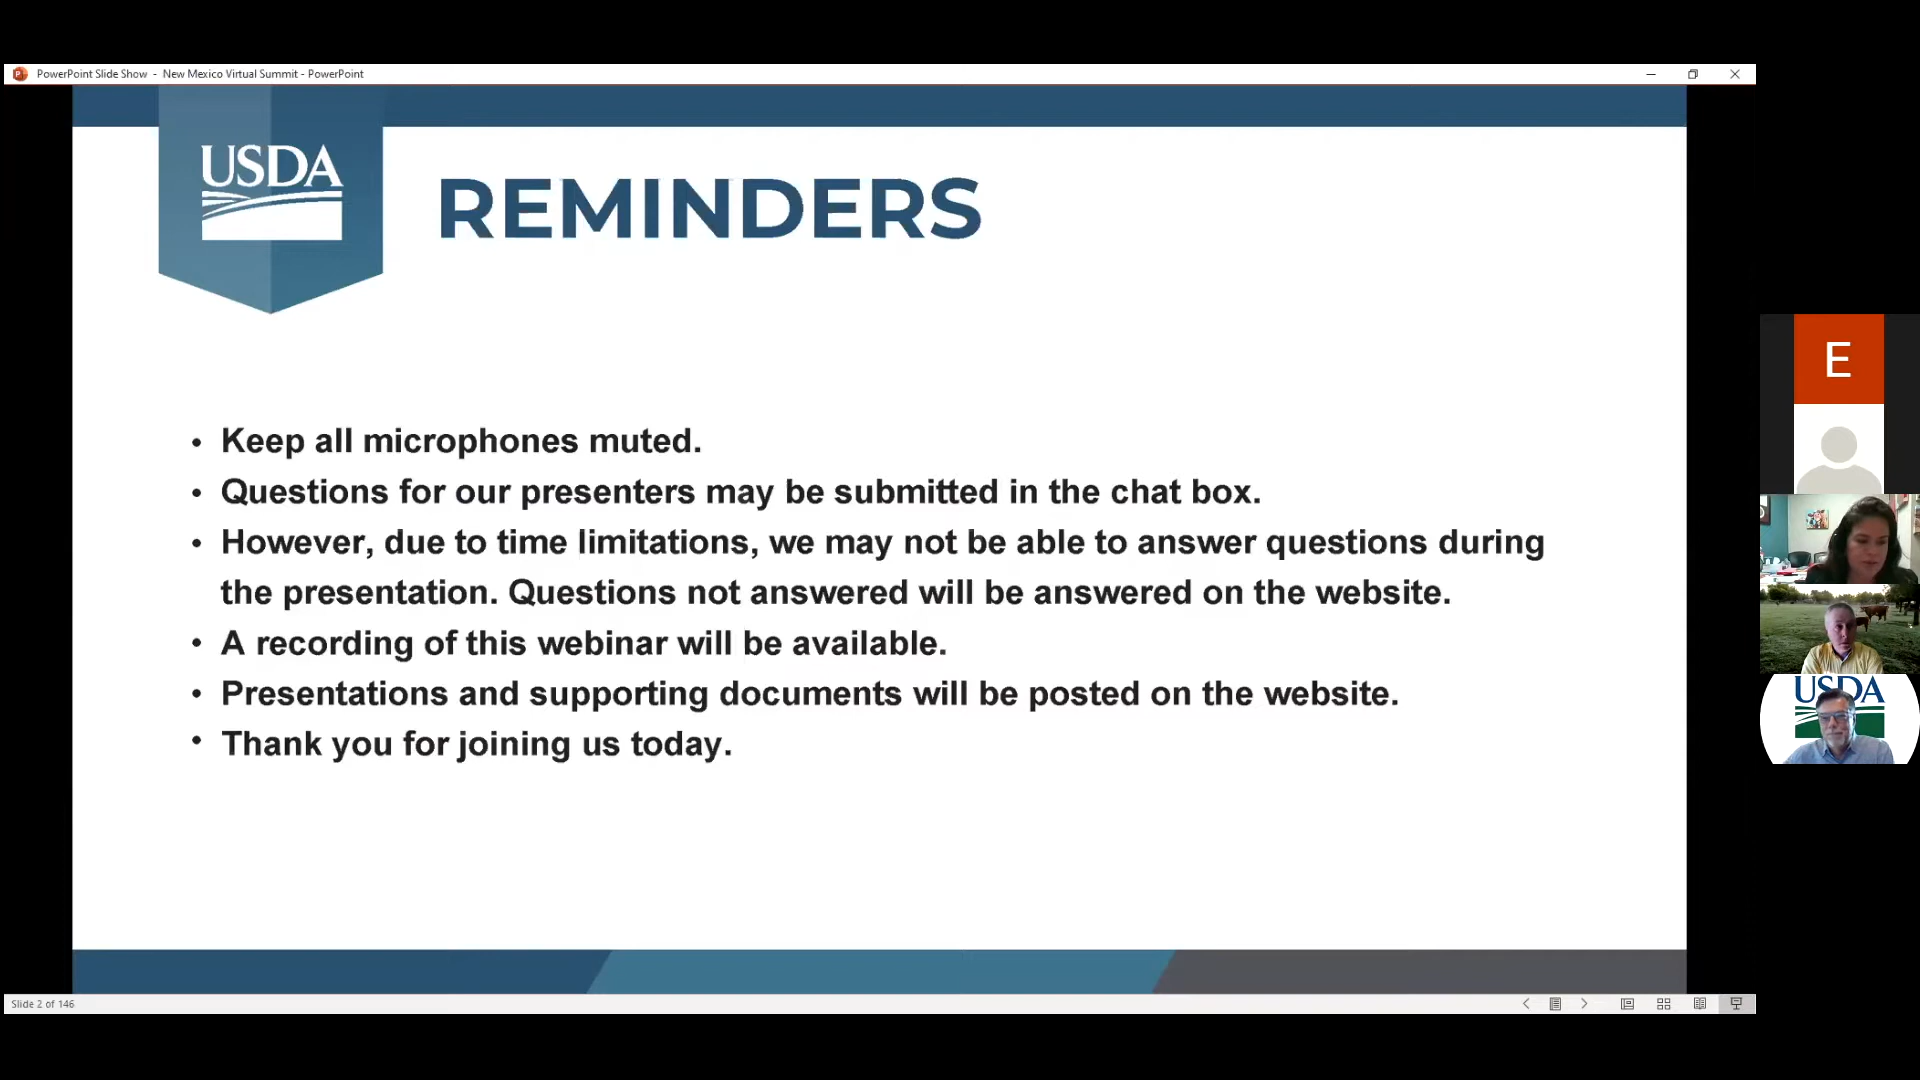 PowerPoint Slide Show - New Mexico Virtual Summit - PowerPoint
USDA
REMINDERS
• Keep all microphones muted.
• Questions for our presenters may be submitted in the chat box.
• However, due to time limitations, we may not be able to answer questions during
the presentation. Questions not answered will be answered on the website.
• A recording of this webinar will be available.
• Presentations and supporting documents will be posted on the website.
• Thank you for joining us today.
E
USDA
Slide 2 of 146